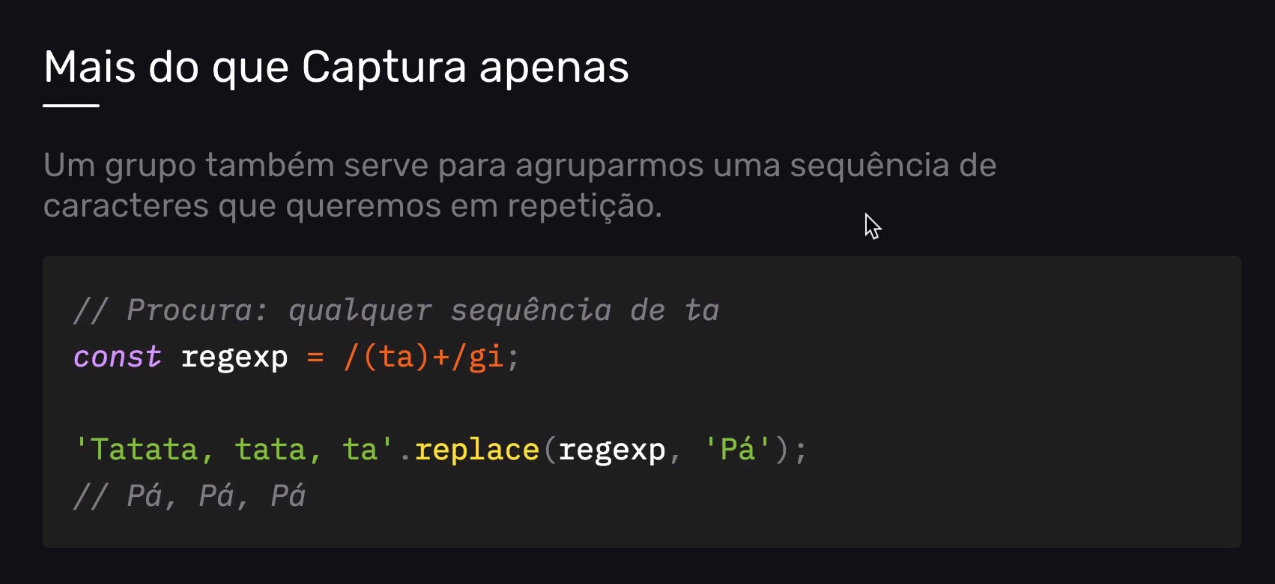 Mais do que Captura apenas
Um grupo também serve para agruparmos uma sequência de
caracteres que queremos em repetição.
// Procura: qualquer sequência de ta
const regexp = /(ta)+/gi;
'Tatata, tata, ta'.replace(regexp, 'Pá');
// Pá, Pá, Pá